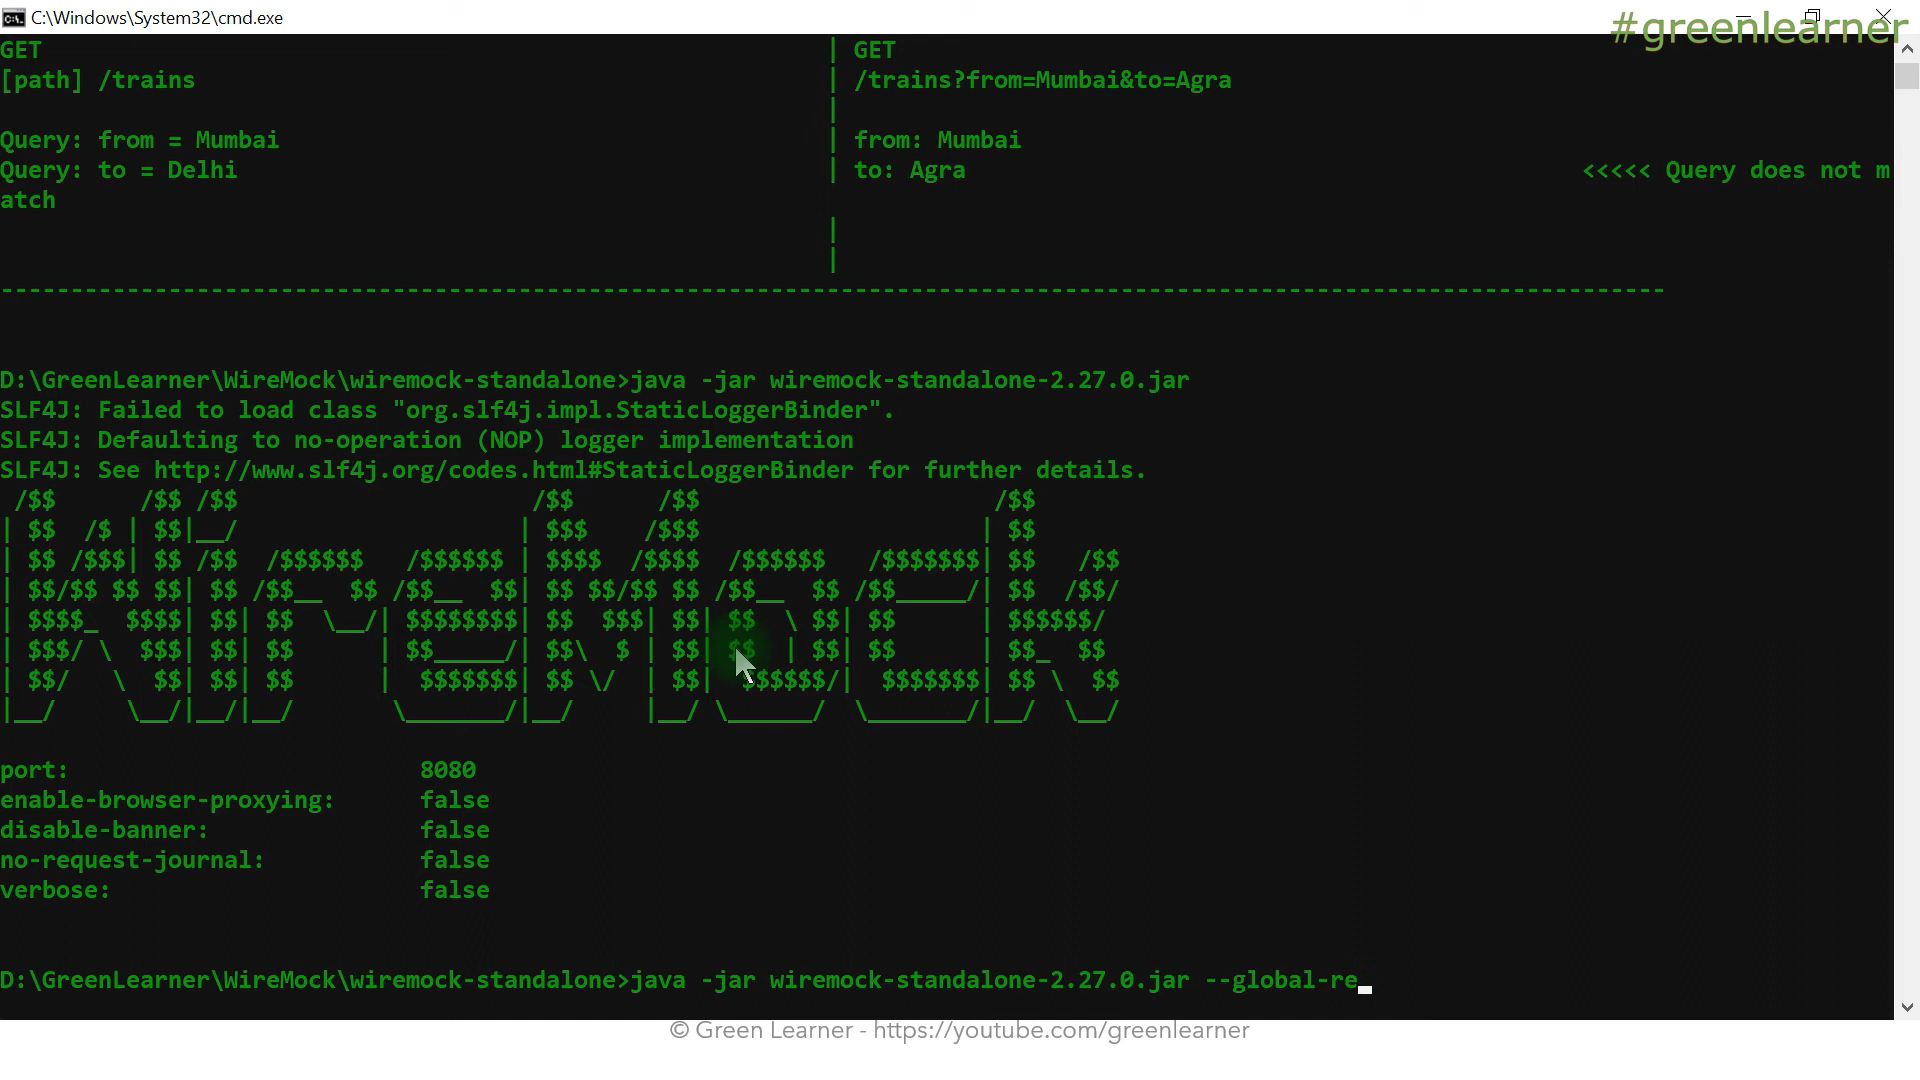 C:\Windows\System32\cmd.exe
#greenlearner
GET | GET
[path] /trains | /trains?from=Mumbai&to=Agra
|
Query: from = Mumbai | from: Mumbai
Query: to = Delhi | to: Agra <<<<< Query does not m
atch
|
|
-----------------------------------------------------------------------------------------------------------------------
D:\GreenLearner\WireMock\wiremock-standalone>java -jar wiremock-standalone-2.27.0.jar
SLF4J: Failed to load class "org.slf4j.impl.StaticLoggerBinder".
SLF4J: Defaulting to no-operation (NOP) logger implementation
SLF4J: See http://www.slf4j.org/codes.html#StaticLoggerBinder for further details.
WireMock
port: 8080
enable-browser-proxying: false
disable-banner: false
no-request-journal: false
verbose: false
D:\GreenLearner\WireMock\wiremock-standalone>java -jar wiremock-standalone-2.27.0.jar --global-re
© Green Learner - https://youtube.com/greenlearner